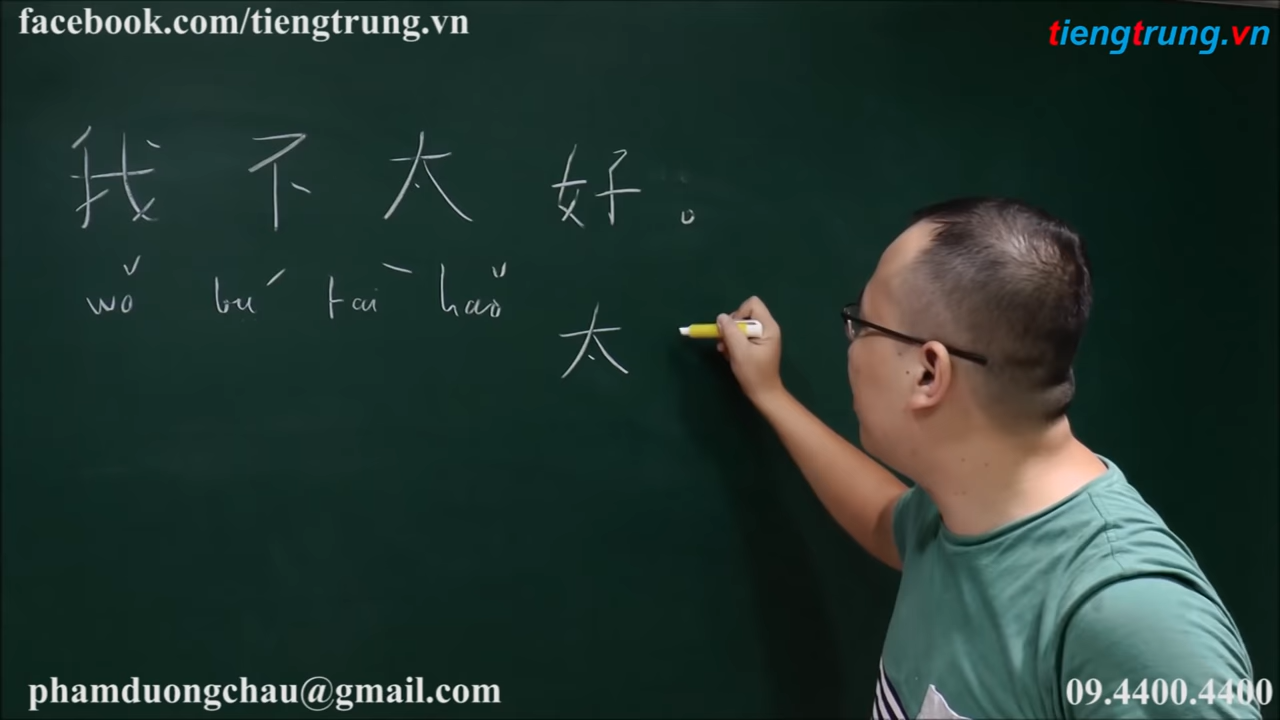 facebook.com/tiengtrung.vn
tiengtrung.vn
我 不 太 好。
wǒ bú tài hǎo
太
phamduongchau@gmail.com
09.4400.4400